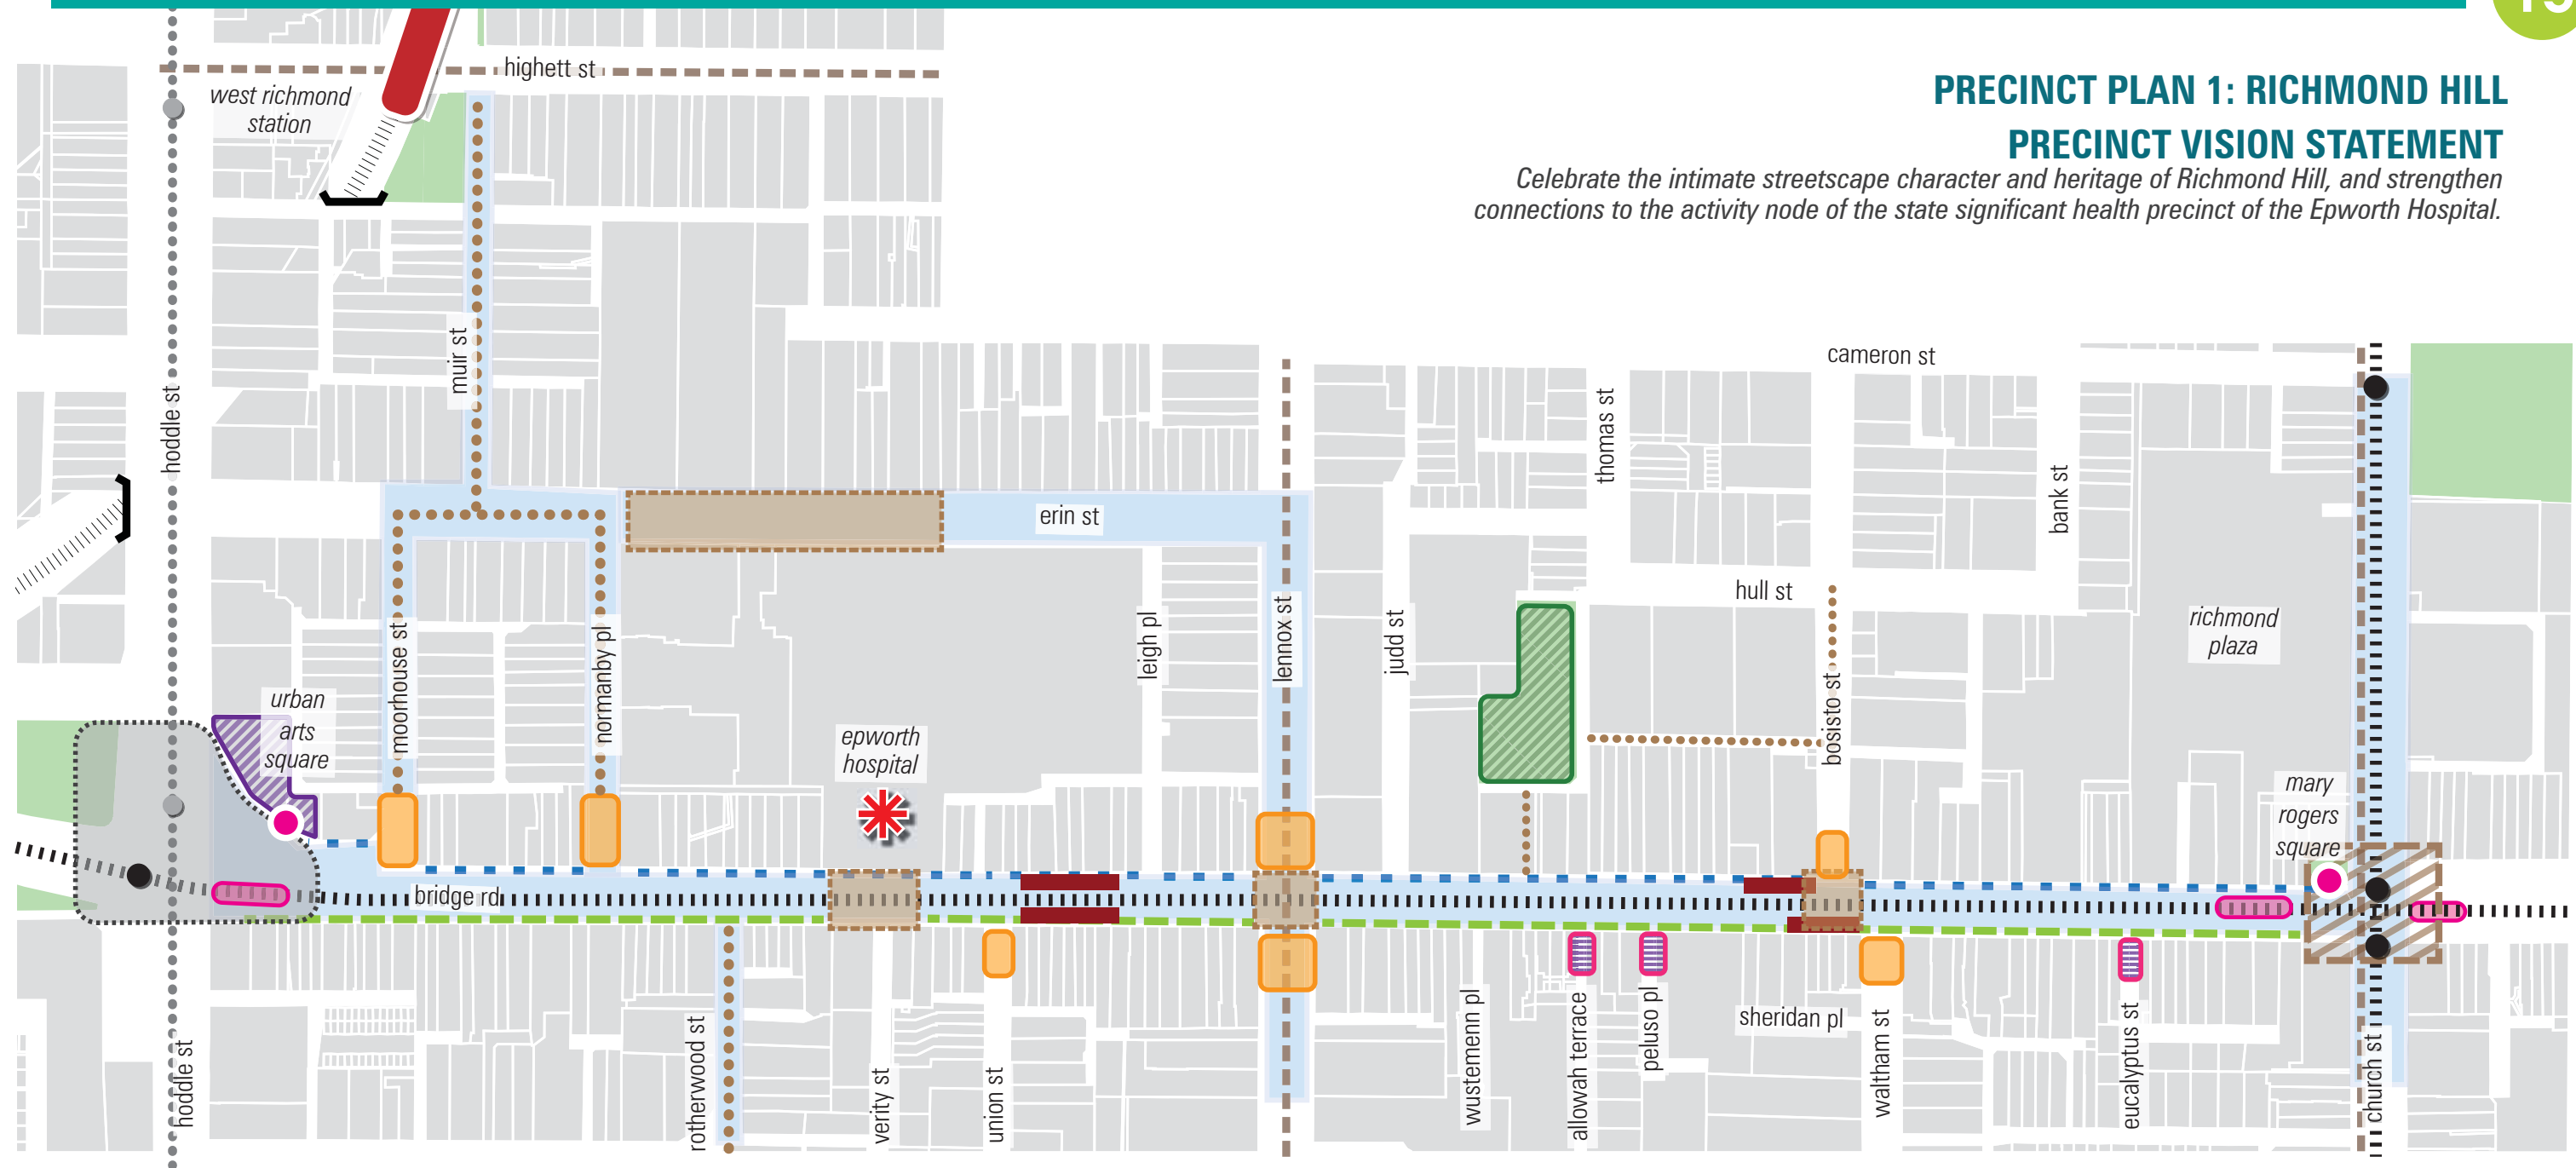 PRECINCT PLAN 1: RICHMOND HILL
PRECINCT VISION STATEMENT
Celebrate the intimate streetscape character and heritage of Richmond Hill, and strengthen
connections to the activity node of the state significant health precinct of the Epworth Hospital.
highett st
west richmond
station
muir st
hoddle st
cameron st
thomas st
bank st
erin st
hull st
moorhouse st
normanby pl
leigh pl
lennox st
judd st
bosisto st
richmond
plaza
urban
arts
square
epworth
hospital
mary
rogers
square
bridge rd
hoddle st
rotherwood st
verity st
union st
wustemenn pl
allowah terrace
peluso pl
sheridan pl
waltham st
eucalyptus st
church st